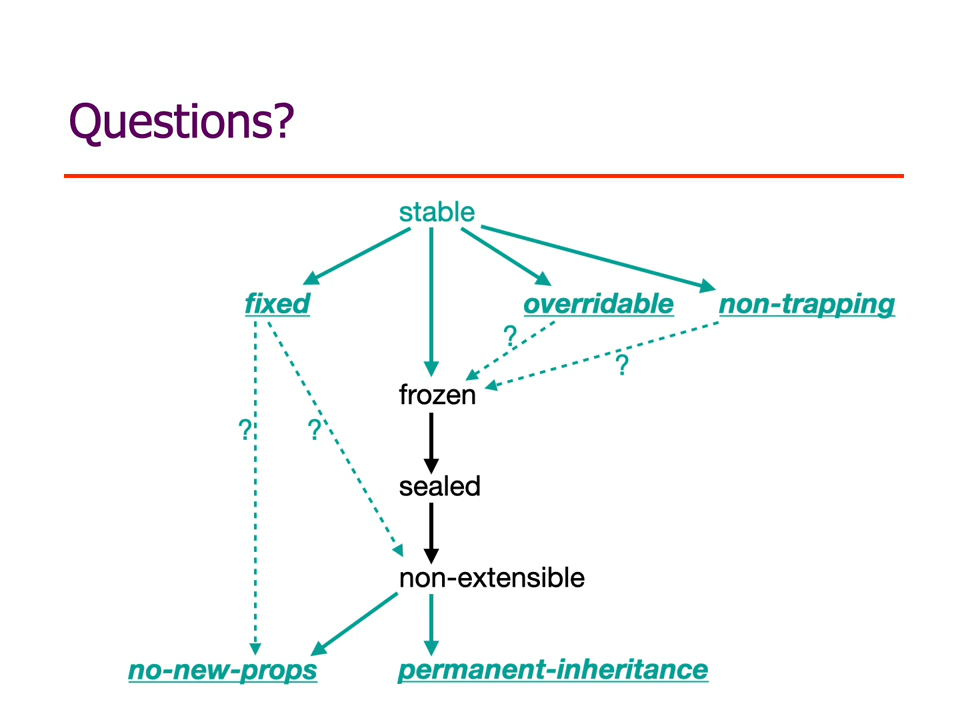 Questions?
stable
fixed
overridable
non-trapping
?
?
frozen
?
?
sealed
non-extensible
no-new-props
permanent-inheritance